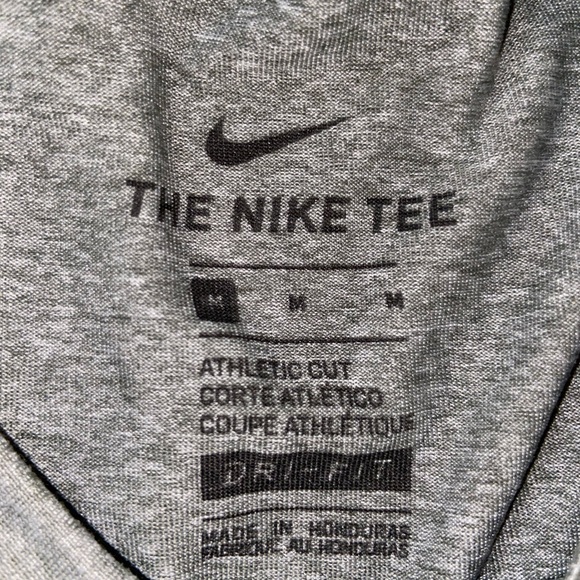 THE NIKE TEE
M M M
ATHLETIC CUT
CORTE ATLÉTICO
COUPE ATHLÉTIQUE
DRI-FIT
MADE IN HONDURAS
FABRIQUÉ AU HONDURAS